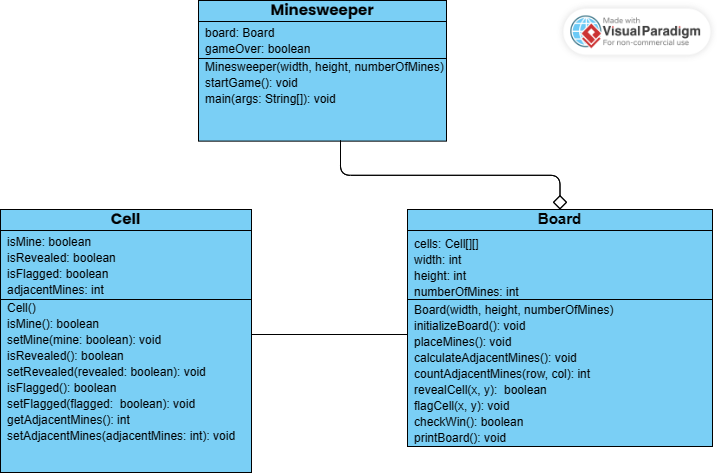 Minesweeper
board: Board
gameOver: boolean
Minesweeper(width, height, numberOfMines)
startGame(): void
main(args: String[]): void
Made with
VisualParadigm
For non-commercial use
Cell
isMine: boolean
isRevealed: boolean
isFlagged: boolean
adjacentMines: int
Cell()
isMine(): boolean
setMine(mine: boolean): void
isRevealed(): boolean
setRevealed(revealed: boolean): void
isFlagged(): boolean
setFlagged(flagged:  boolean): void
getAdjacentMines(): int
setAdjacentMines(adjacentMines: int): void
Board
cells: Cell[][]
width: int
height: int
numberOfMines: int
Board(width, height, numberOfMines)
initializeBoard(): void
placeMines(): void
calculateAdjacentMines(): void
countAdjacentMines(row, col): int
revealCell(x, y):  boolean
flagCell(x, y): void
checkWin(): boolean
printBoard(): void